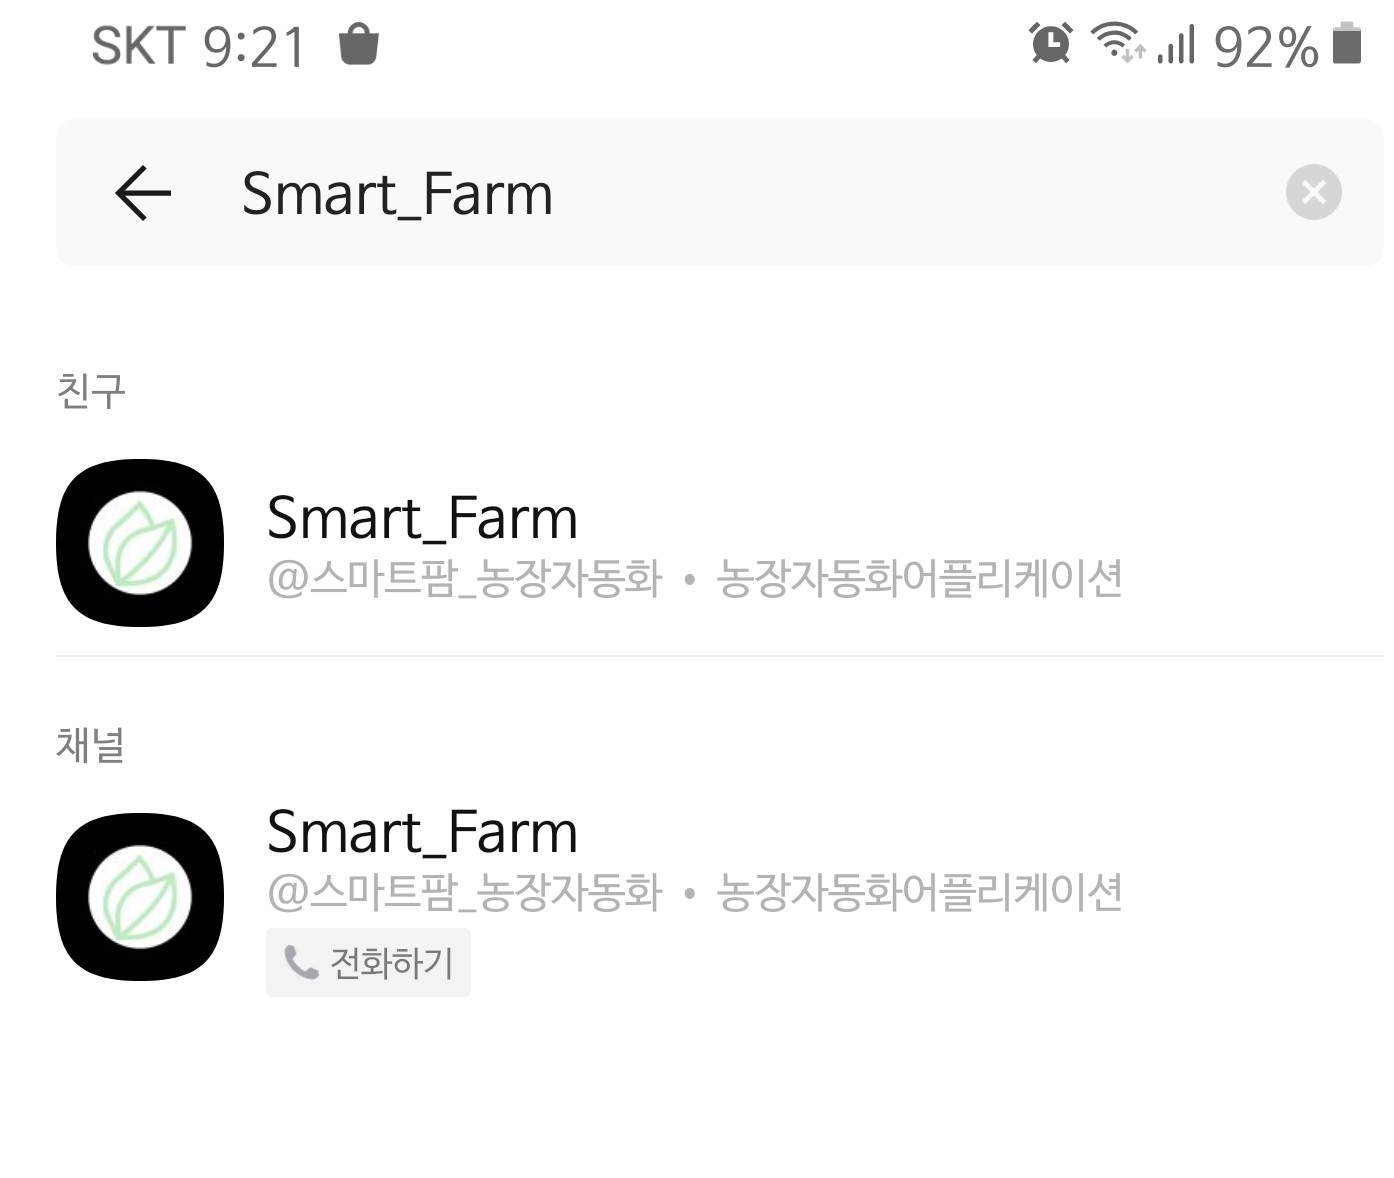 SKT 9:21 92%
Smart_Farm
친구
Smart_Farm
@스마트팜_농장자동화 • 농장자동화어플리케이션
채널
Smart_Farm
@스마트팜_농장자동화 • 농장자동화어플리케이션
전화하기